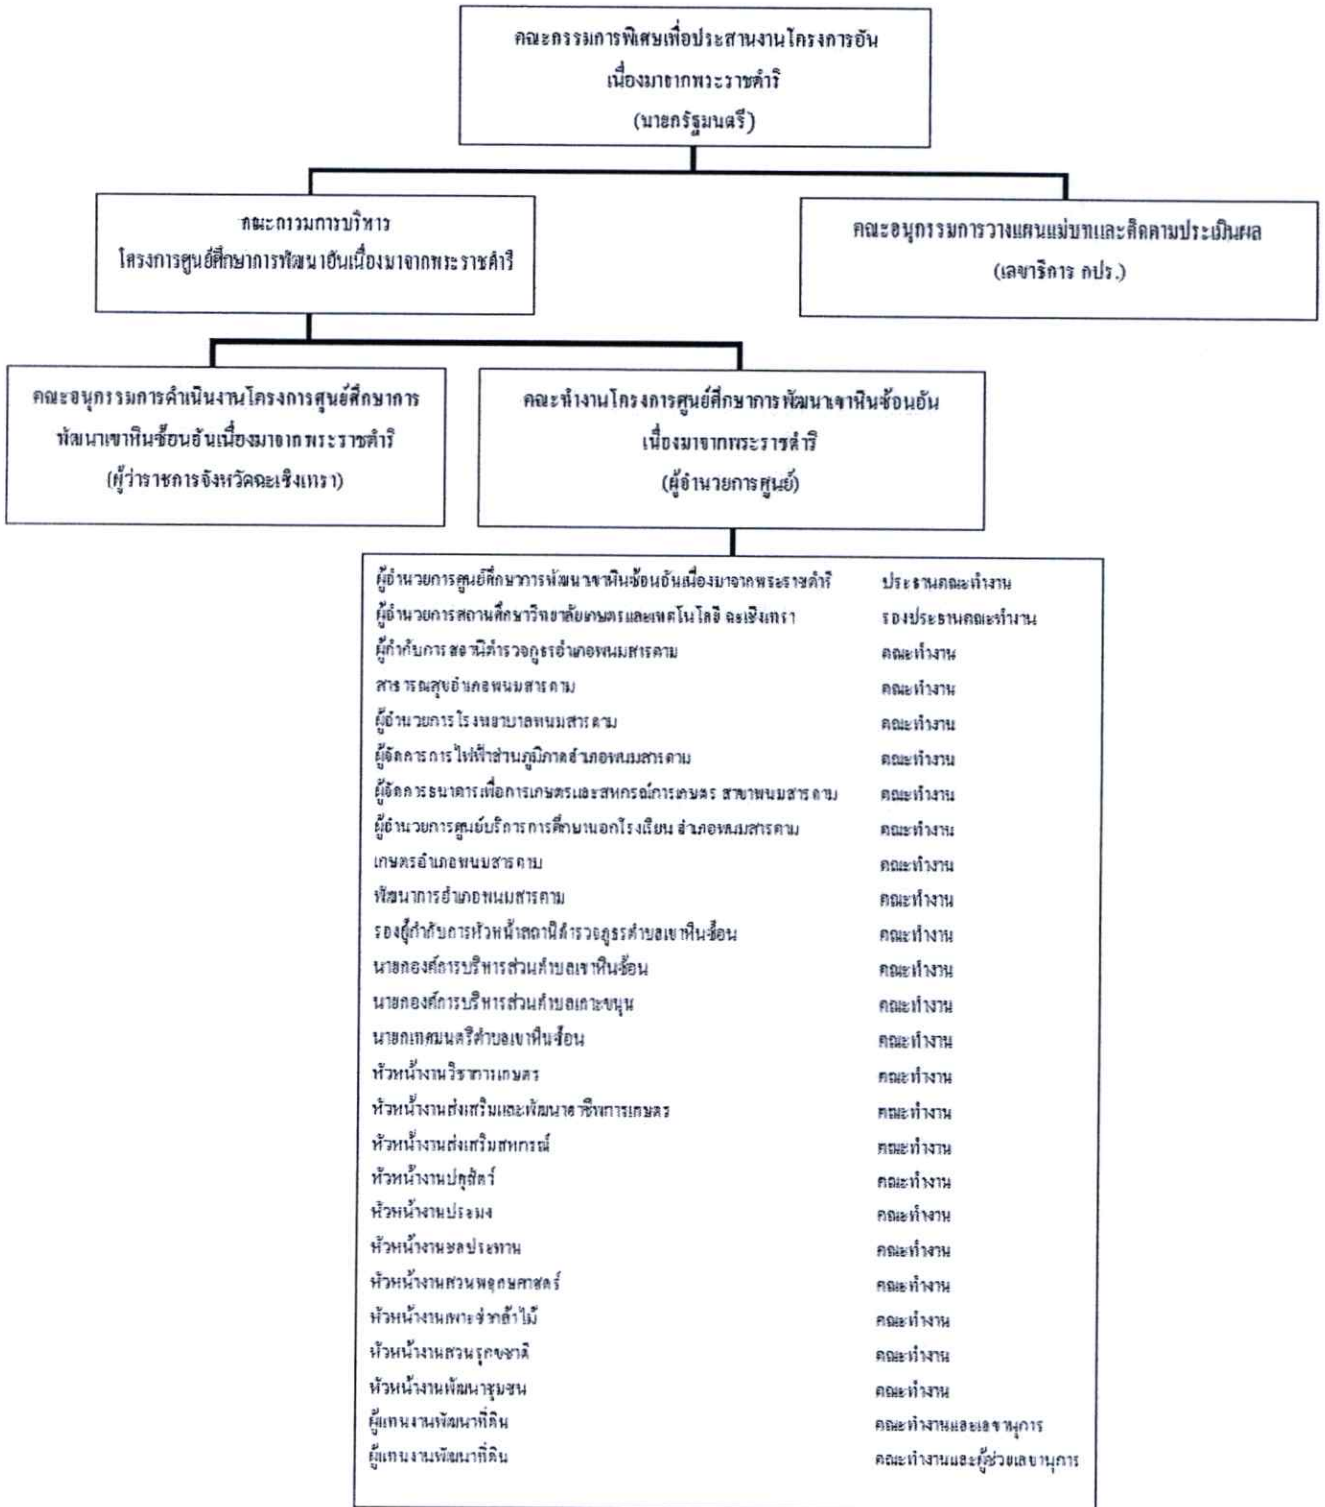 คณะกรรมการพิเศษเพื่อประสานงานโครงการอัน
เนื่องมาจากพระราชดำริ
(นายกรัฐมนตรี)
คณะกรรมการบริหาร
โครงการศูนย์ศึกษาการพัฒนาอันเนื่องมาจากพระราชดำริ
คณะอนุกรรมการวางแผนแม่บทและติดตามประเมินผล
(เลขาธิการ กปร.)
คณะอนุกรรมการดำเนินงานโครงการศูนย์ศึกษาการ
พัฒนาเขาหินซ้อนอันเนื่องมาจากพระราชดำริ
(ผู้ว่าราชการจังหวัดฉะเชิงเทรา)
คณะทำงานโครงการศูนย์ศึกษาการพัฒนาเขาหินซ้อนอัน
เนื่องมาจากพระราชดำริ
(ผู้อำนวยการศูนย์)
ผู้อำนวยการศูนย์ศึกษาการพัฒนาเขาหินซ้อนอันเนื่องมาจากพระราชดำริ ประธานคณะทำงาน
ผู้อำนวยการสถานศึกษาวิทยาลัยเกษตรและเทคโนโลยี ฉะเชิงเทรา รองประธานคณะทำงาน
ผู้กำกับการสถานีตำรวจภูธรอำเภอพนมสารคาม คณะทำงาน
สาธารณสุขอำเภอพนมสารคาม คณะทำงาน
ผู้อำนวยการโรงพยาบาลพนมสารคาม คณะทำงาน
ผู้จัดการการไฟฟ้าส่วนภูมิภาคอำเภอพนมสารคาม คณะทำงาน
ผู้จัดการธนาคารเพื่อการเกษตรและสหกรณ์การเกษตร สาขาพนมสารคาม คณะทำงาน
ผู้อำนวยการศูนย์บริการการศึกษานอกโรงเรียน อำเภอพนมสารคาม คณะทำงาน
เกษตรอำเภอพนมสารคาม คณะทำงาน
พัฒนาการอำเภอพนมสารคาม คณะทำงาน
รองผู้กำกับการหัวหน้าสถานีตำรวจภูธรตำบลเขาหินซ้อน คณะทำงาน
นายกองค์การบริหารส่วนตำบลเขาหินซ้อน คณะทำงาน
นายกองค์การบริหารส่วนตำบลเกาะขนุน คณะทำงาน
นายกเทศมนตรีตำบลเขาหินซ้อน คณะทำงาน
หัวหน้างานวิชาการเกษตร คณะทำงาน
หัวหน้างานส่งเสริมและพัฒนาอาชีพการเกษตร คณะทำงาน
หัวหน้างานส่งเสริมสหกรณ์ คณะทำงาน
หัวหน้างานปศุสัตว์ คณะทำงาน
หัวหน้างานประมง คณะทำงาน
หัวหน้างานชลประทาน คณะทำงาน
หัวหน้างานสวนพฤกษศาสตร์ คณะทำงาน
หัวหน้างานเพาะชำกล้าไม้ คณะทำงาน
หัวหน้างานสวนรุกขชาติ คณะทำงาน
หัวหน้างานพัฒนาชุมชน คณะทำงาน
ผู้แทนงานพัฒนาที่ดิน คณะทำงานและเลขานุการ
ผู้แทนงานพัฒนาที่ดิน คณะทำงานและผู้ช่วยเลขานุการ